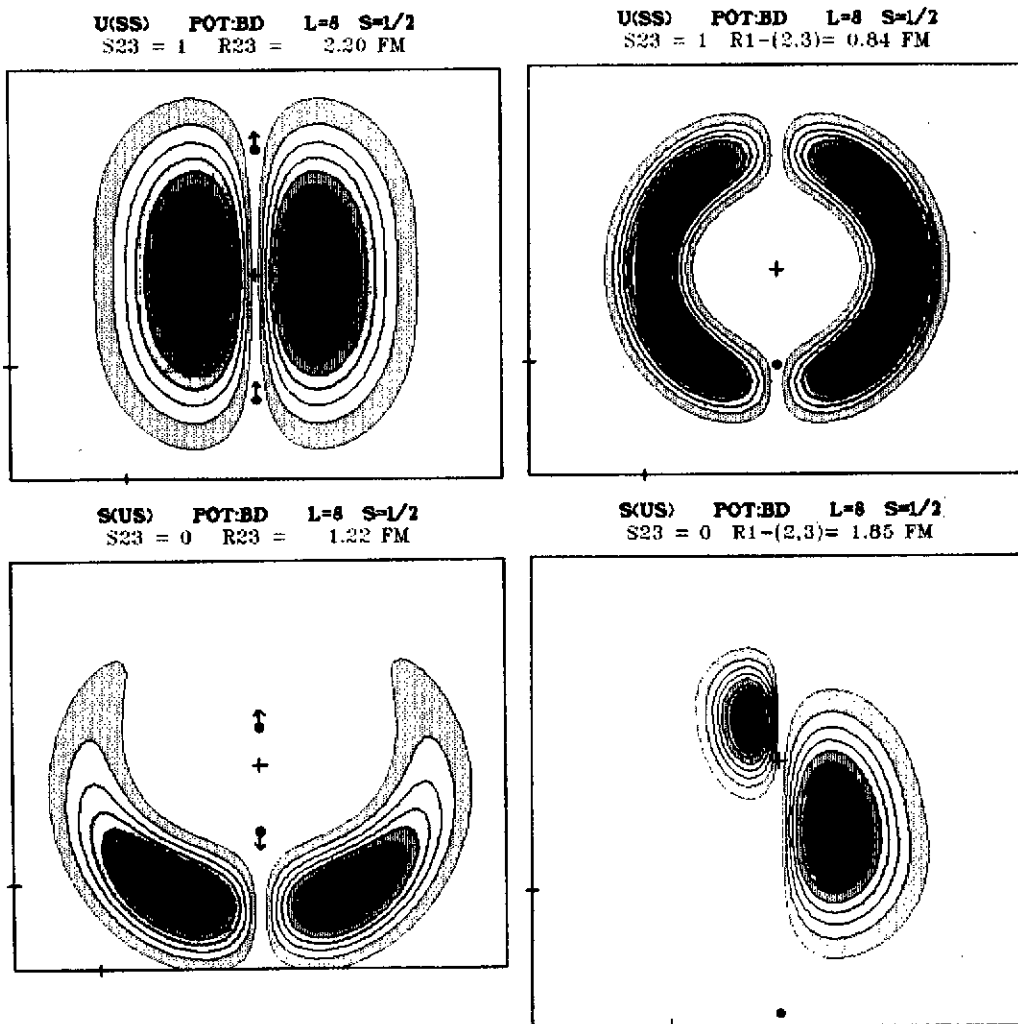 U(SS) POT:BD L=8 S=1/2
S23 = 1 R23 = 2.20 FM
U(SS) POT:BD L=8 S=1/2
S23 = 1 R1-(2,3)= 0.84 FM
S(US) POT:BD L=8 S=1/2
S23 = 0 R23 = 1.22 FM
S(US) POT:BD L=8 S=1/2
S23 = 0 R1-(2,3)= 1.85 FM